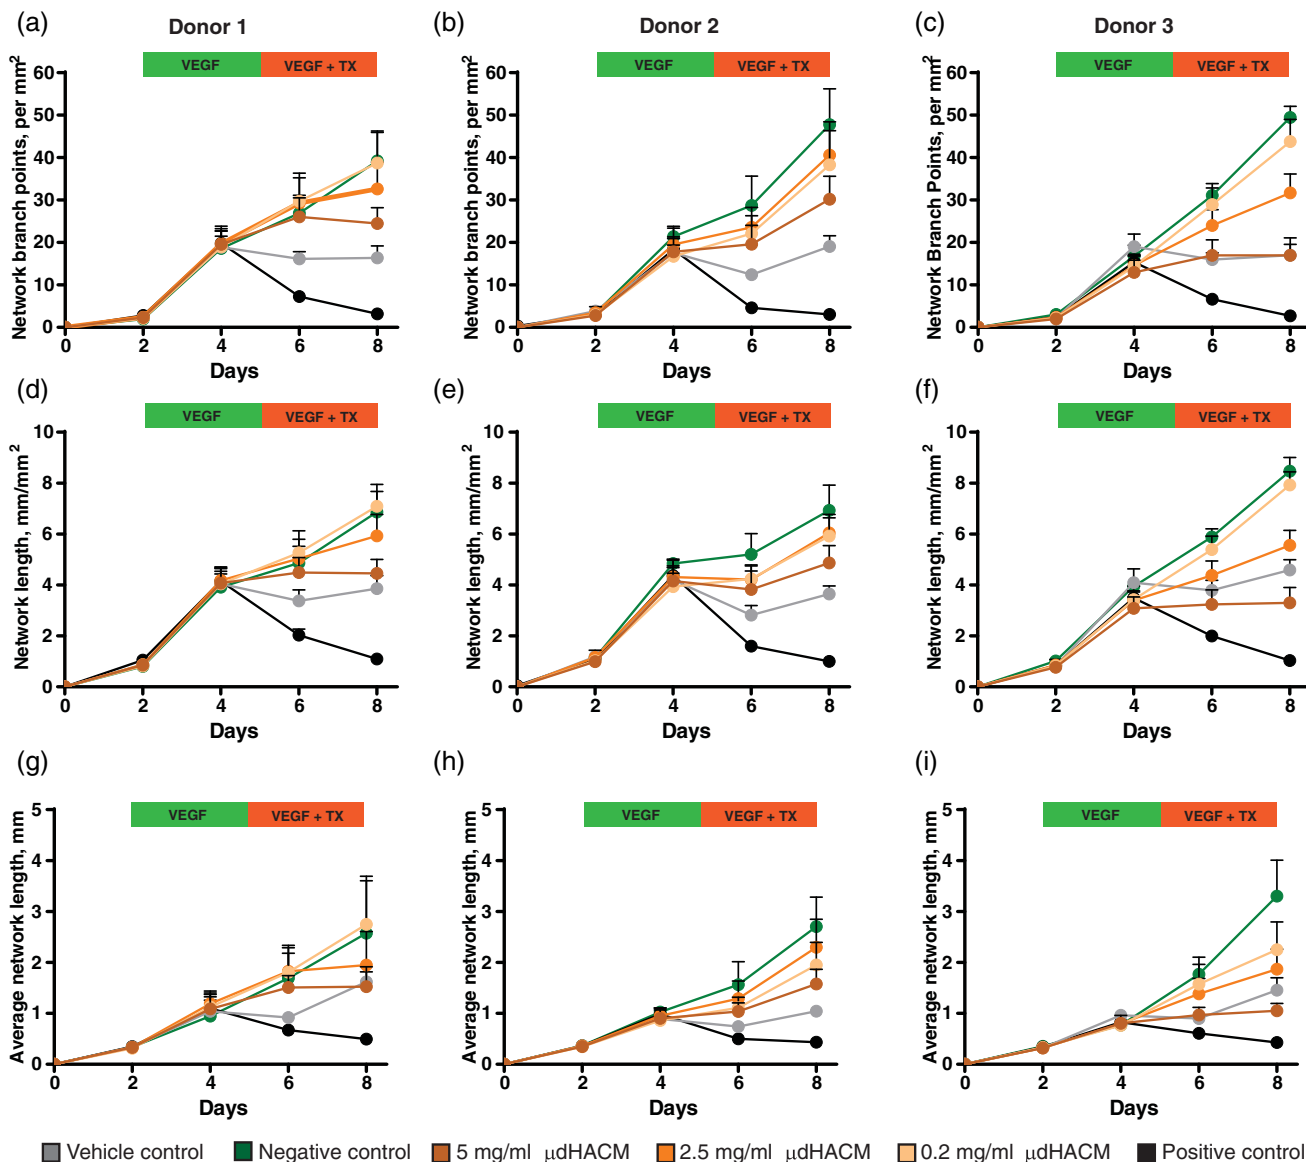 (a) Donor 1 (b) Donor 2 (c) Donor 3
VEGF VEGF + TX VEGF VEGF + TX VEGF VEGF + TX
Network branch points, per mm²
60
50
40
30
20
10
0
0 2 4 6 8
Days
Network branch points, per mm²
60
50
40
30
20
10
0
0 2 4 6 8
Days
Network Branch Points, per mm²
60
50
40
30
20
10
0
0 2 4 6 8
Days
(d) (e) (f)
VEGF VEGF + TX VEGF VEGF + TX VEGF VEGF + TX
Network length, mm/mm²
10
8
6
4
2
0
0 2 4 6 8
Days
Network length, mm/mm²
10
8
6
4
2
0
0 2 4 6 8
Days
Network length, mm/mm²
10
8
6
4
2
0
0 2 4 6 8
Days
(g) (h) (i)
VEGF VEGF + TX VEGF VEGF + TX VEGF VEGF + TX
Average network length, mm
5
4
3
2
1
0
0 2 4 6 8
Days
Average network length, mm
5
4
3
2
1
0
0 2 4 6 8
Days
Average network length, mm
5
4
3
2
1
0
0 2 4 6 8
Days
Vehicle control Negative control 5 mg/ml µdHACM 2.5 mg/ml µdHACM 0.2 mg/ml µdHACM Positive control